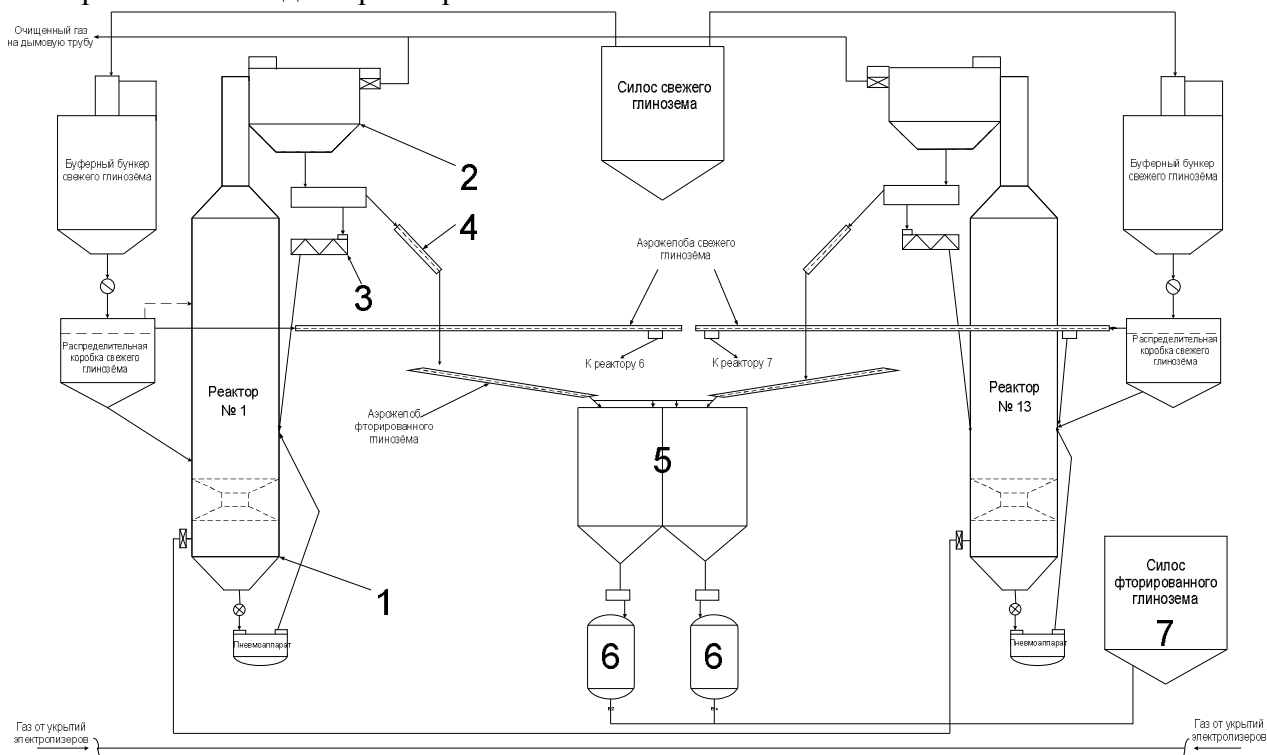 Очищенный газ
на дымовую трубу
Силос свежего
глинозема
Буферный бункер
свежего глинозёма
Буферный бункер
свежего глинозёма
2
4
3
Аэрожелоба свежего
глинозёма
Распределительная
коробка свежего
глинозёма
К реактору 6
К реактору 7
Распределительная
коробка свежего
глинозёма
Реактор
№ 1
Реактор
№ 13
Аэрожелоб
фторированного
глинозёма
5
1
Силос
фторированного
глинозема
7
Пневмоаппарат
6
6
Пневмоаппарат
Газ от укрытий
электролизеров
Газ от укрытий
электролизеров